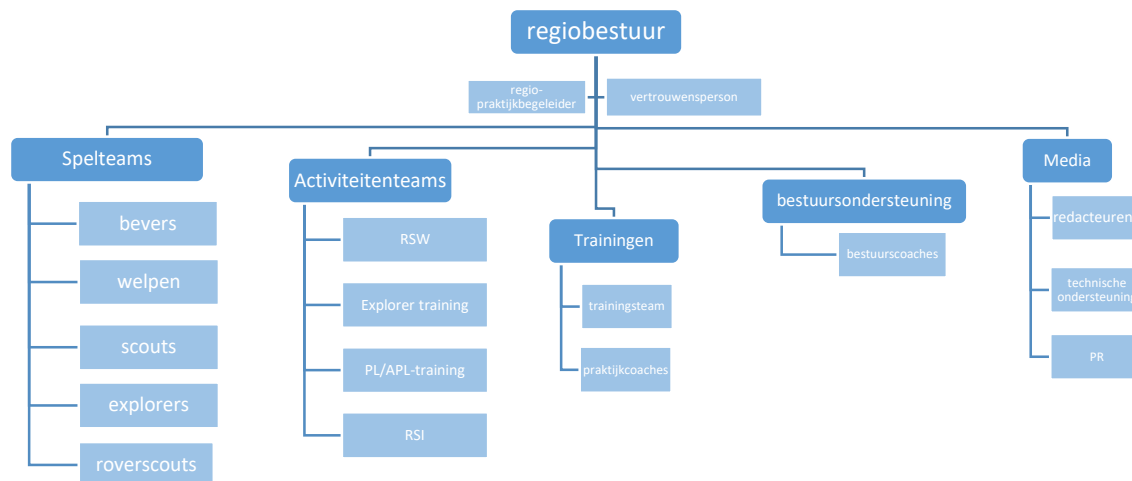 regiobestuur
regio-
praktijkbegeleider
vertrouwensperson
Spelteams
bevers
welpen
scouts
explorers
roverscouts
Activiteitenteams
RSW
Explorer training
PL/APL-training
RSI
Trainingen
trainingsteam
praktijkcoaches
bestuursondersteuning
bestuurscoaches
Media
redacteuren
technische
ondersteuning
PR